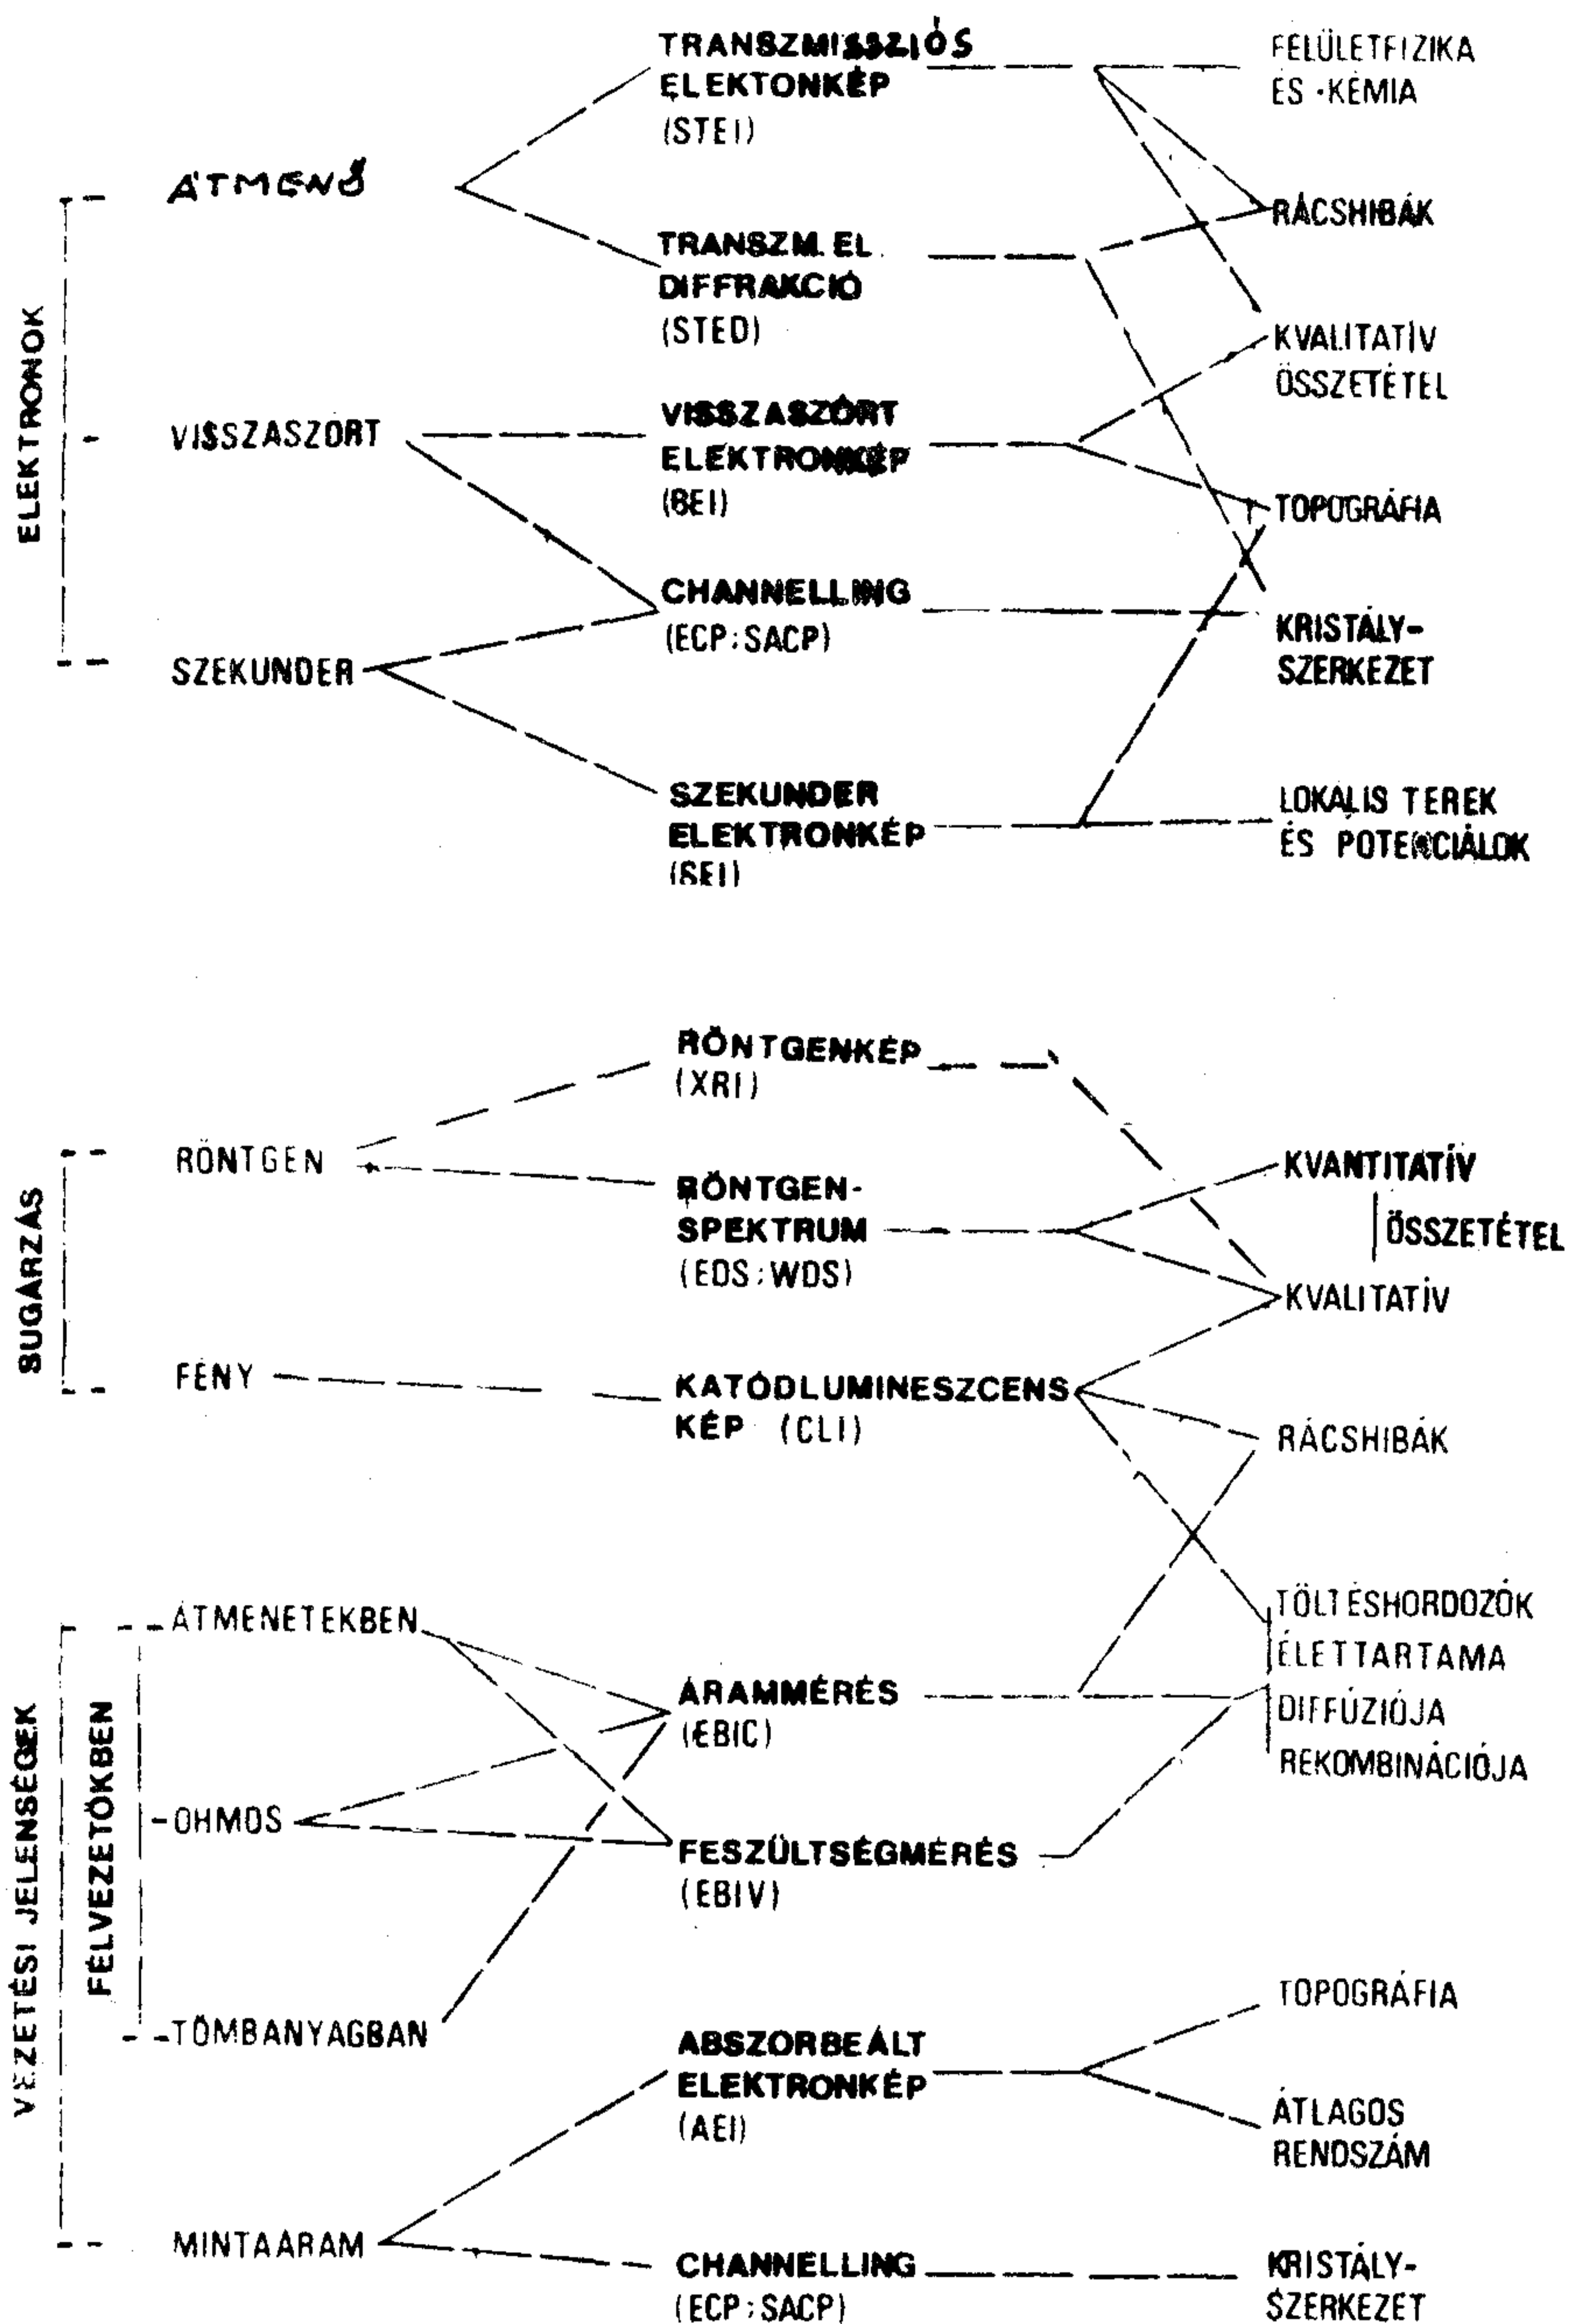 ELEKTRONOK
ÁTMENŐ
VISSZASZÓRT
SZEKUNDER
TRANSZMISSZIÓS
ELEKTONKÉP
(STEI)
TRANSZM. EL.
DIFFRAKCIÓ
(STED)
VISSZASZÓRT
ELEKTRONKÉP
(BEI)
CHANNELLING
(ECP; SACP)
SZEKUNDER
ELEKTRONKÉP
(SEI)
FELÜLETFIZIKA
ÉS -KÉMIA
RÁCSHIBÁK
KVALITATÍV
ÖSSZETÉTEL
TOPOGRÁFIA
KRISTÁLY-
SZERKEZET
LOKÁLIS TEREK
ÉS POTENCIÁLOK
SUGÁRZÁS
RÖNTGEN
FÉNY
RÖNTGENKÉP
(XRI)
RÖNTGEN-
SPEKTRUM
(EDS; WDS)
KATÓDLUMINESZCENS
KÉP (CLI)
KVANTITATÍV
ÖSSZETÉTEL
KVALITATÍV
RÁCSHIBÁK
VEZETÉSI JELENSÉGEK
FÉLVEZETŐKBEN
ÁTMENETEKBEN
OHMOS
TÖMBANYAGBAN
MINTAÁRAM
ÁRAMMÉRÉS
(EBIC)
FESZÜLTSÉGMÉRÉS
(EBIV)
ABSZORBEÁLT
ELEKTRONKÉP
(AEI)
CHANNELLING
(ECP; SACP)
TÖLTÉSHORDOZÓK
ÉLETTARTAMA
DIFFÚZIÓJA
REKOMBINÁCIÓJA
TOPOGRÁFIA
ÁTLAGOS
RENDSZÁM
KRISTÁLY-
SZERKEZET